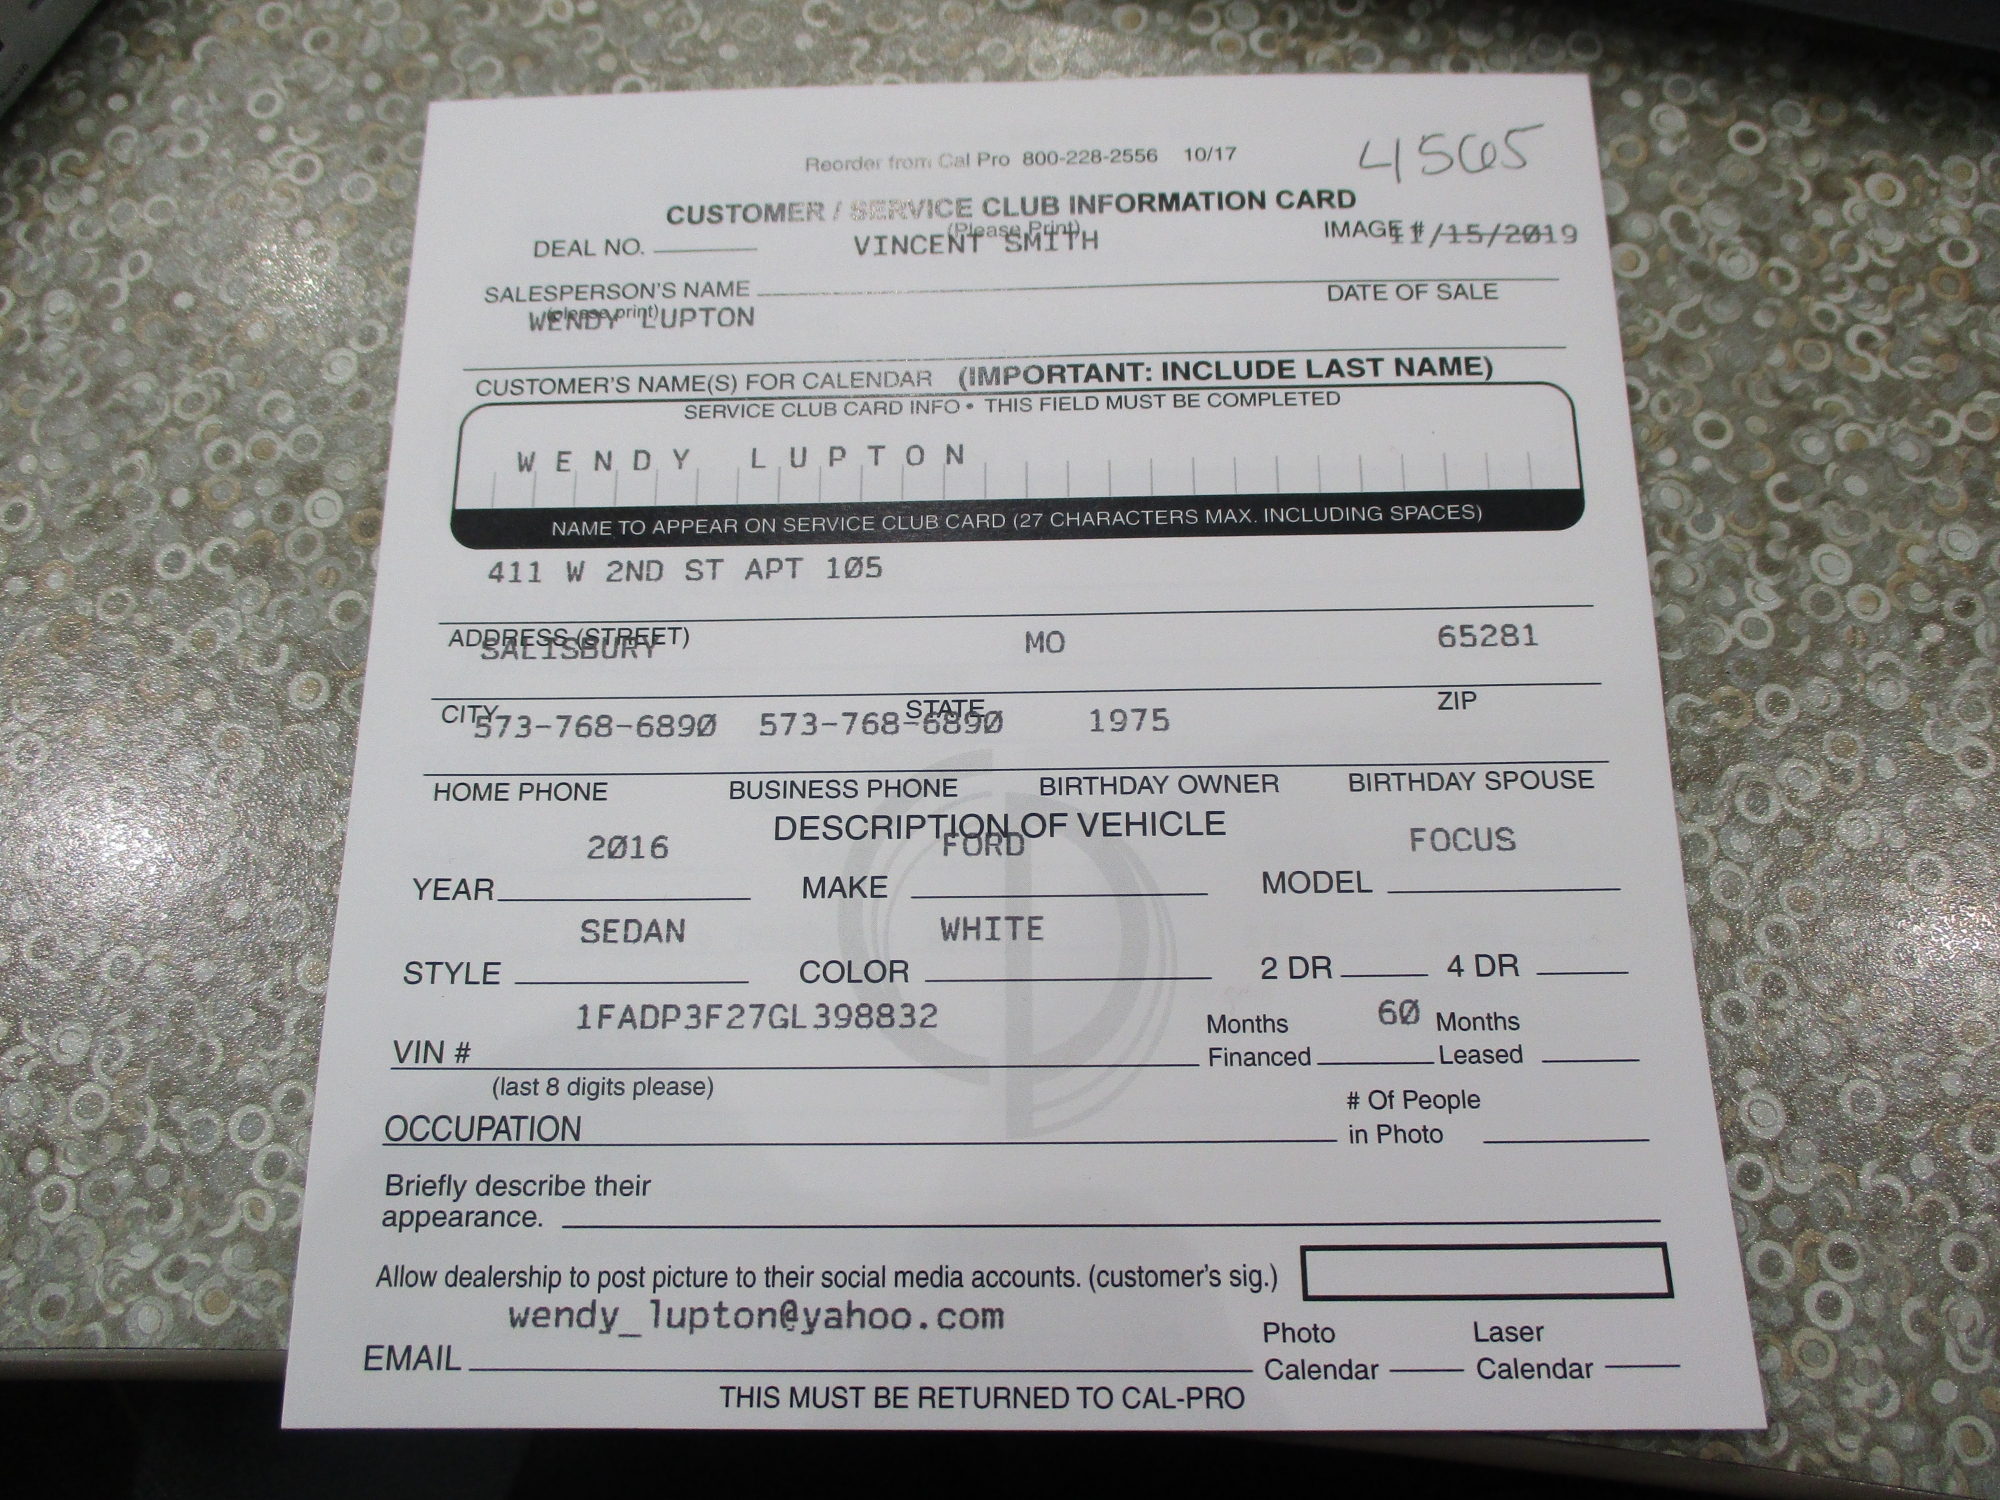 Reorder from Cal Pro 800-228-2556 10/17
4565
CUSTOMER / SERVICE CLUB INFORMATION CARD
(Please Print)
DEAL NO. VINCENT SMITH IMAGE # 11/15/2019
SALESPERSON'S NAME DATE OF SALE
(please print)
WENDY LUPTON
CUSTOMER'S NAME(S) FOR CALENDAR (IMPORTANT: INCLUDE LAST NAME)
SERVICE CLUB CARD INFO • THIS FIELD MUST BE COMPLETED
WENDY LUPTON
NAME TO APPEAR ON SERVICE CLUB CARD (27 CHARACTERS MAX. INCLUDING SPACES)
411 W 2ND ST APT 105
ADDRESS (STREET)
SALISBURY MO 65281
CITY STATE ZIP
573-768-6890 573-768-6890 1975
HOME PHONE BUSINESS PHONE BIRTHDAY OWNER BIRTHDAY SPOUSE
DESCRIPTION OF VEHICLE
2016 FORD FOCUS
YEAR MAKE MODEL
SEDAN WHITE
STYLE COLOR 2 DR 4 DR
1FADP3F27GL398832 60
VIN # Months Financed Months Leased
(last 8 digits please)
OCCUPATION # Of People in Photo
Briefly describe their
appearance.
Allow dealership to post picture to their social media accounts. (customer's sig.)
wendy_lupton@yahoo.com
EMAIL Photo Calendar Laser Calendar
THIS MUST BE RETURNED TO CAL-PRO